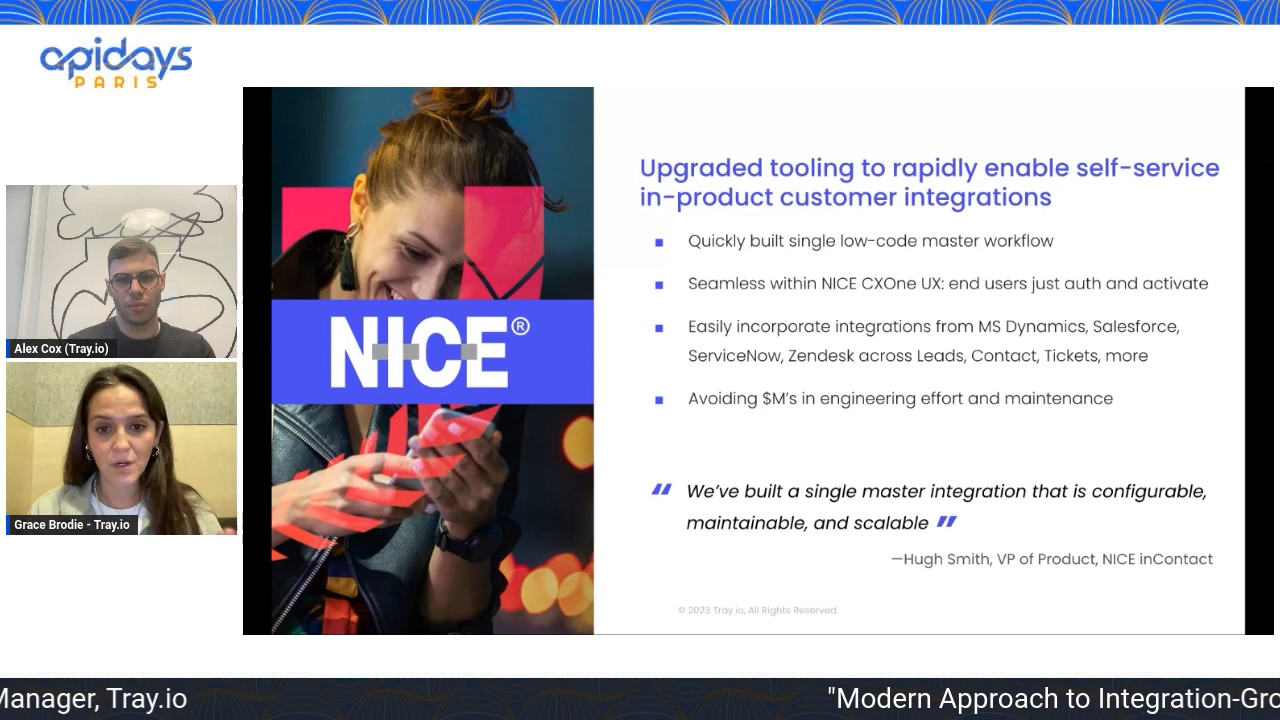 apidays
PARIS
Alex Cox (Tray.io)
Grace Brodie - Tray.io
NICE®
Upgraded tooling to rapidly enable self-service
in-product customer integrations
Quickly built single low-code master workflow
Seamless within NICE CXOne UX: end users just auth and activate
Easily incorporate integrations from MS Dynamics, Salesforce,
ServiceNow, Zendesk across Leads, Contact, Tickets, more
Avoiding $M's in engineering effort and maintenance
“ We've built a single master integration that is configurable,
maintainable, and scalable ”
—Hugh Smith, VP of Product, NICE inContact
© 2023 Tray.io, All Rights Reserved.
Manager, Tray.io
"Modern Approach to Integration-Gro